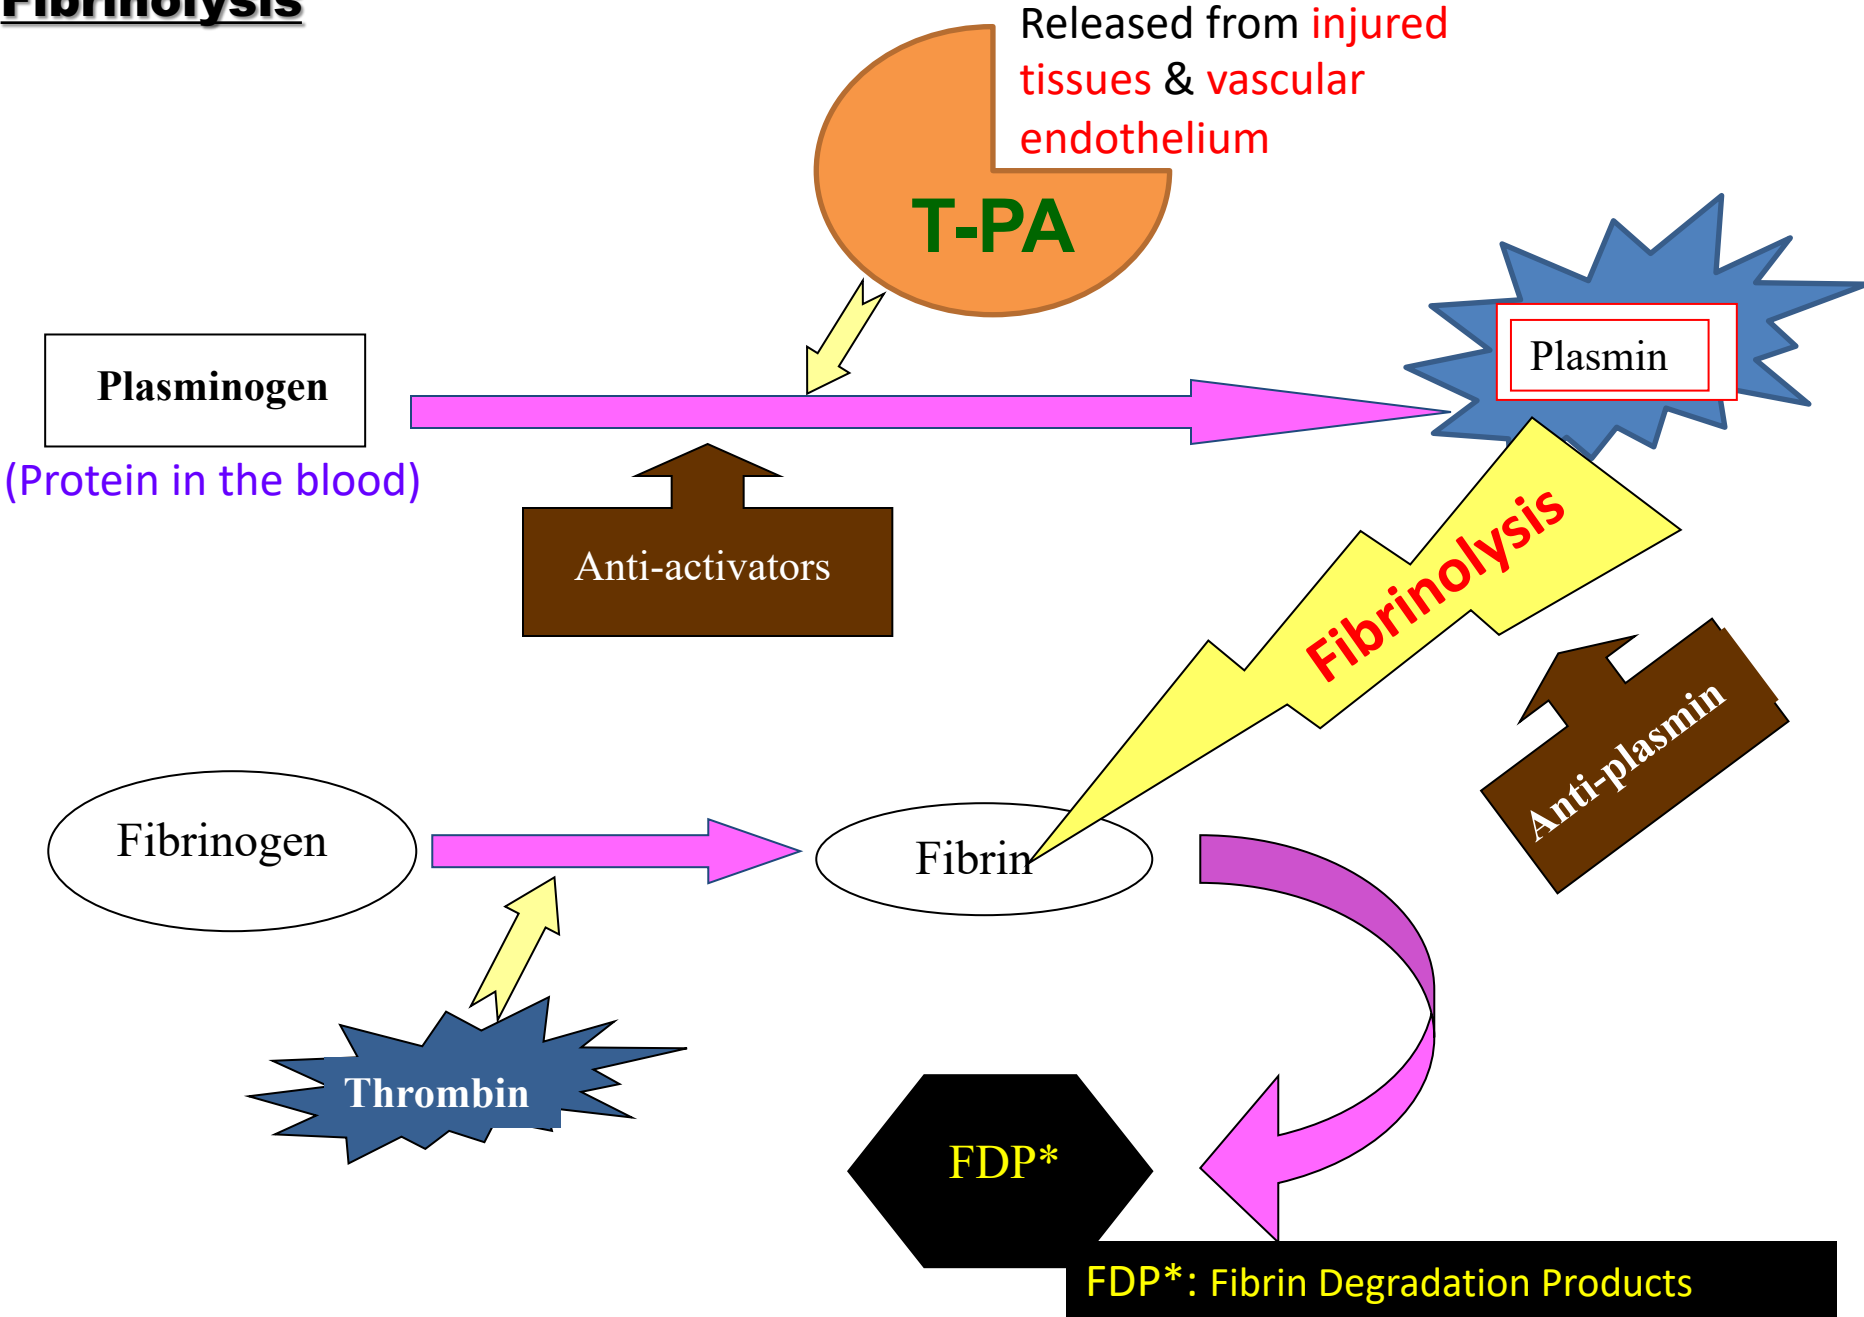 Fibrinolysis
Released from injured
tissues & vascular
endothelium
T-PA
Plasminogen
(Protein in the blood)
Plasmin
Anti-activators
Fibrinolysis
Anti-plasmin
Fibrinogen
Fibrin
Thrombin
FDP*
FDP*: Fibrin Degradation Products